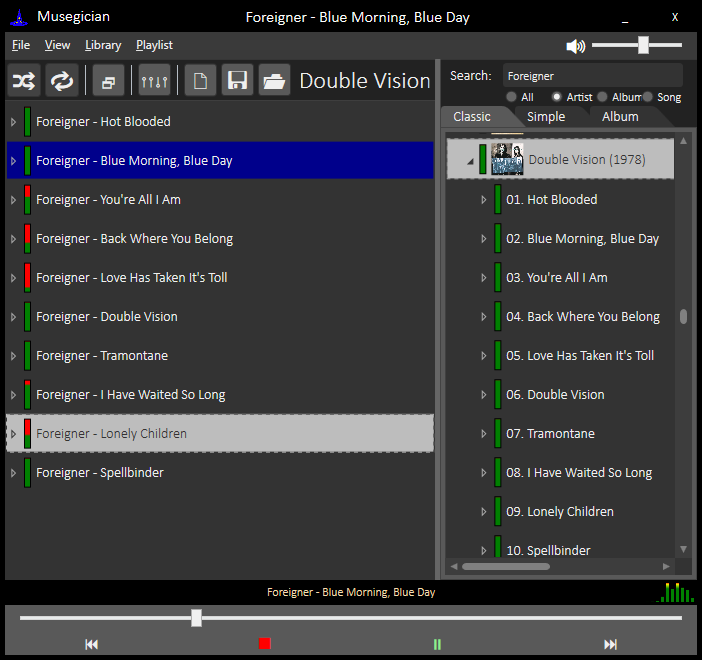 Musegician
Foreigner - Blue Morning, Blue Day
_ X
File View Library Playlist
Double Vision
Search: Foreigner
All Artist Album Song
Classic Simple Album
Foreigner - Hot Blooded
Foreigner - Blue Morning, Blue Day
Foreigner - You're All I Am
Foreigner - Back Where You Belong
Foreigner - Love Has Taken It's Toll
Foreigner - Double Vision
Foreigner - Tramontane
Foreigner - I Have Waited So Long
Foreigner - Lonely Children
Foreigner - Spellbinder
Double Vision (1978)
01. Hot Blooded
02. Blue Morning, Blue Day
03. You're All I Am
04. Back Where You Belong
05. Love Has Taken It's Toll
06. Double Vision
07. Tramontane
08. I Have Waited So Long
09. Lonely Children
10. Spellbinder
Foreigner - Blue Morning, Blue Day